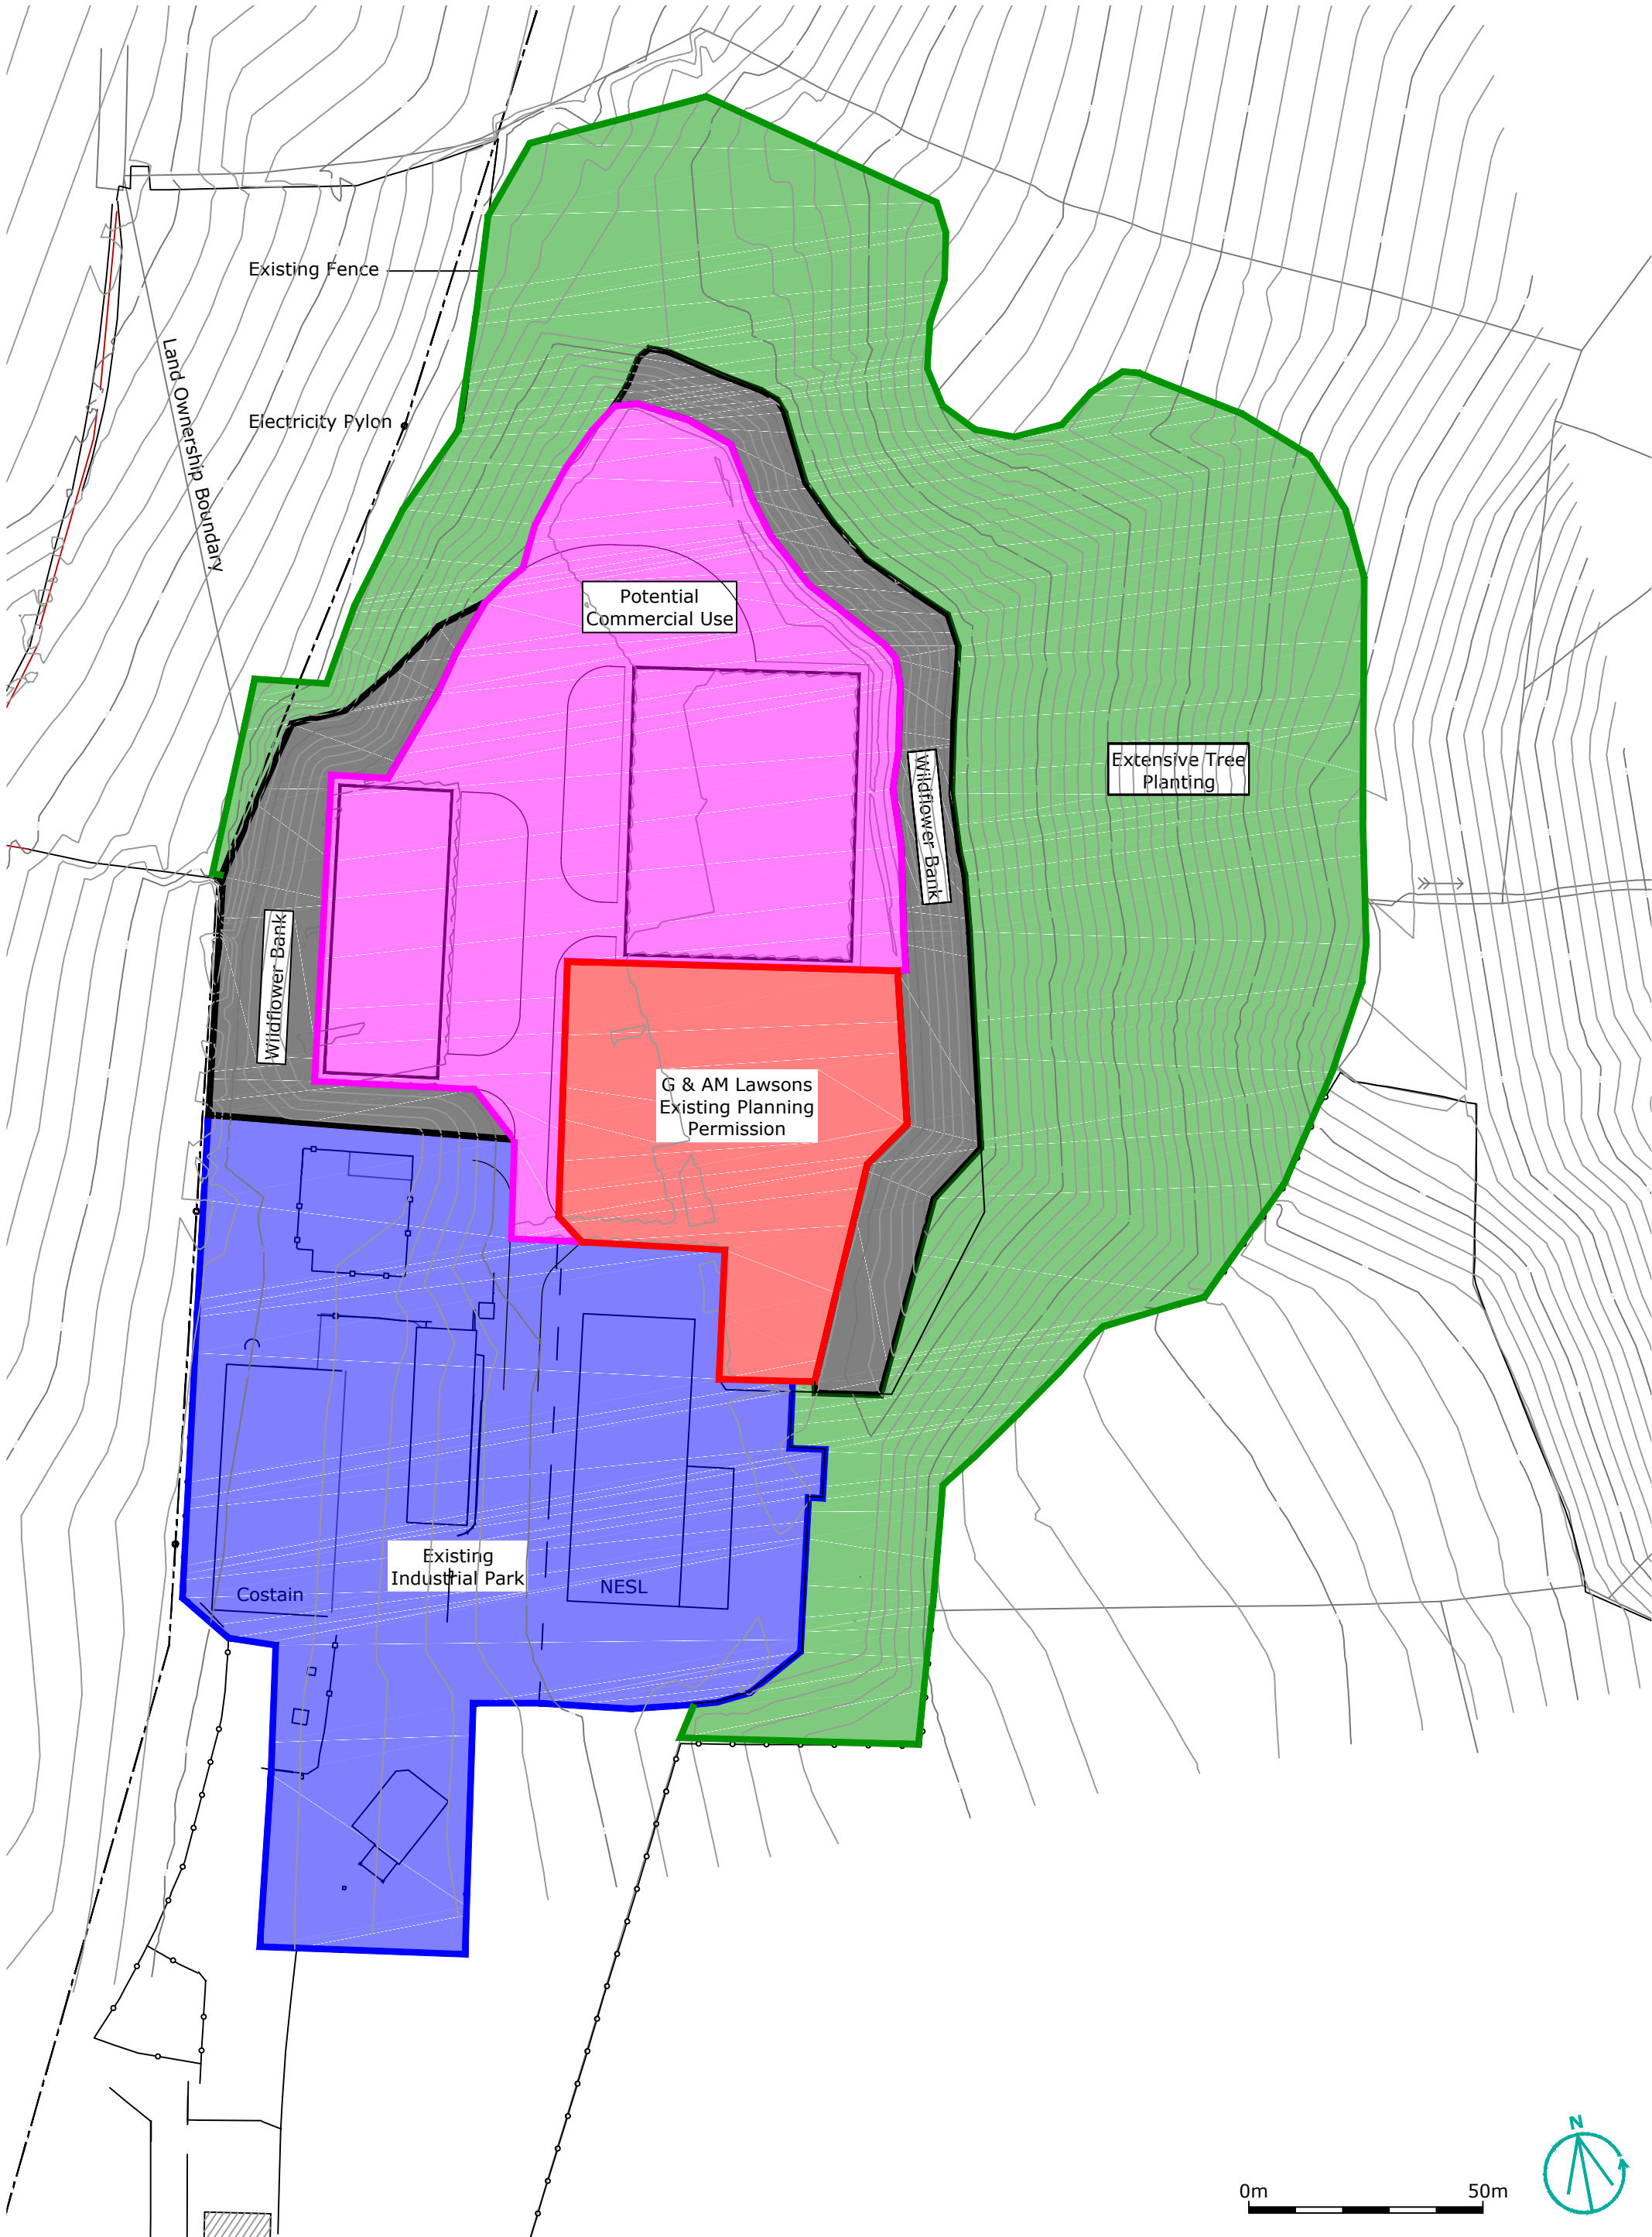 Existing Fence
Electricity Pylon
Land Ownership Boundary
Potential
Commercial Use
Extensive Tree
Planting
Wildflower Bank
Wildflower Bank
G & AM Lawsons
Existing Planning
Permission
Existing
Industrial Park
Costain
NESL
N
0m
50m